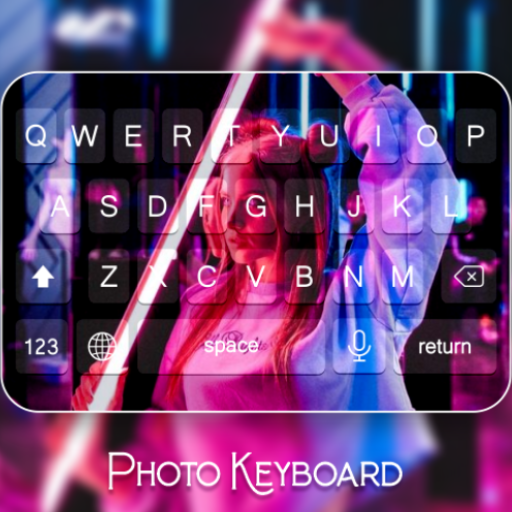 Q W E R T Y U I O P
A S D F G H J K L
Z X C V B N M
123 space return
PHOTO KEYBOARD